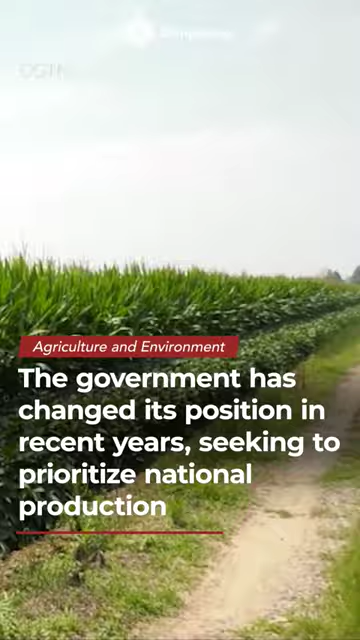 Agriculture and Environment
The government has
changed its position in
recent years, seeking to
prioritize national
production